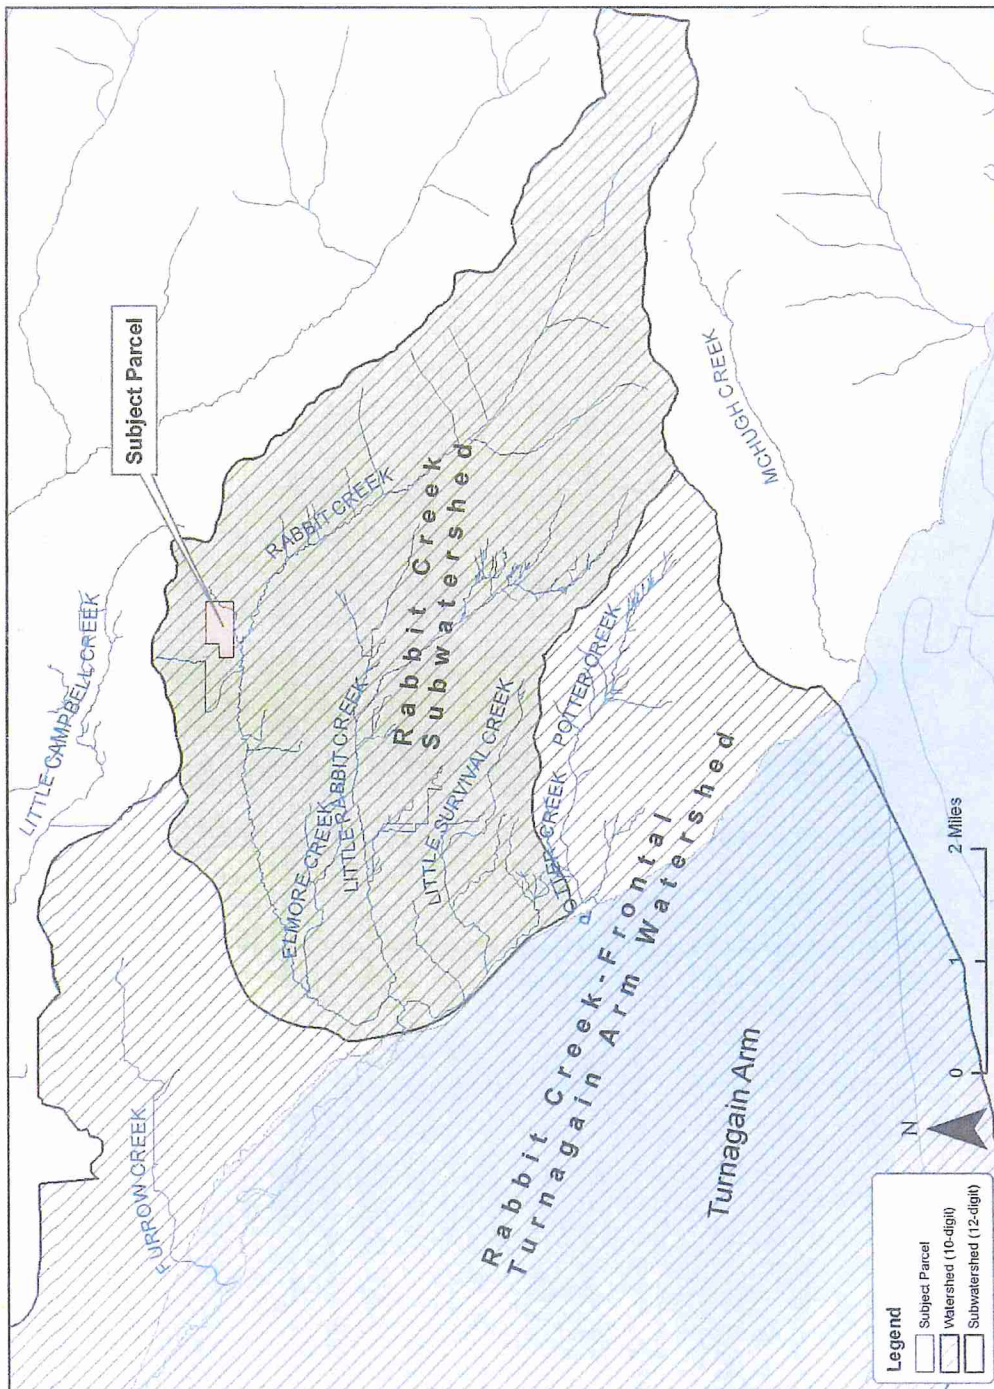 Subject Parcel
LITTLE CAMPBELL CREEK
RABBIT CREEK
FURROW CREEK
ELMORE CREEK
LITTLE RABBIT CREEK
Rabbit Creek
Subwatershed
LITTLE SURVIVAL CREEK
POTTER CREEK
POTTER CREEK
MCHUGH CREEK
Rabbit Creek-Frontal
Turnagain Arm Watershed
Turnagain Arm
N
0 1 2 Miles
Legend
Subject Parcel
Watershed (10-digit)
Subwatershed (12-digit)